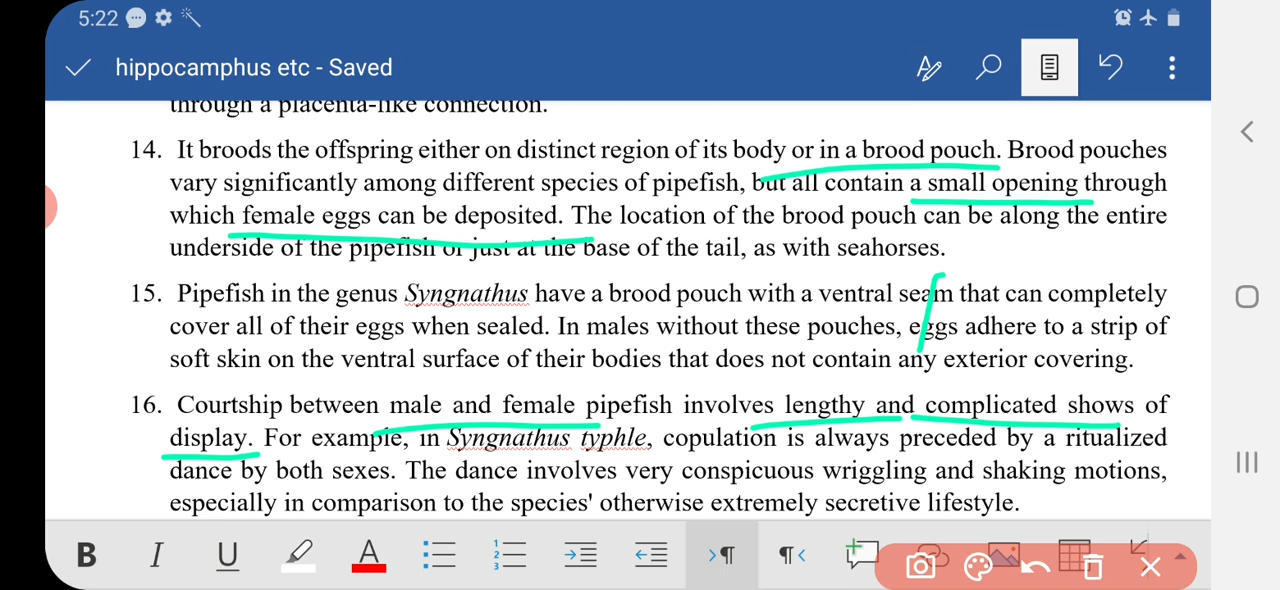 5:22
hippocamphus etc - Saved
through a placenta-like connection.
14. It broods the offspring either on distinct region of its body or in a brood pouch. Brood pouches
vary significantly among different species of pipefish, but all contain a small opening through
which female eggs can be deposited. The location of the brood pouch can be along the entire
underside of the pipefish or just at the base of the tail, as with seahorses.
15. Pipefish in the genus Syngnathus have a brood pouch with a ventral seam that can completely
cover all of their eggs when sealed. In males without these pouches, eggs adhere to a strip of
soft skin on the ventral surface of their bodies that does not contain any exterior covering.
16. Courtship between male and female pipefish involves lengthy and complicated shows of
display. For example, in Syngnathus typhle, copulation is always preceded by a ritualized
dance by both sexes. The dance involves very conspicuous wriggling and shaking motions,
especially in comparison to the species' otherwise extremely secretive lifestyle.
B I U A